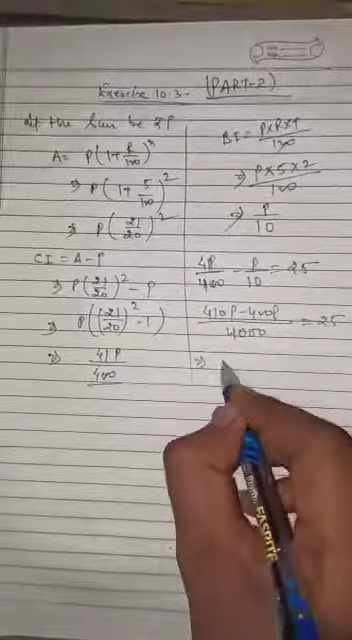 Exercise 10.3- (PART-2)
let the Sum be ₹P
A = P(1+R/100)^n
⇒ P(1+5/100)^2
⇒ P(21/20)^2
CI = A - P
⇒ P(21/20)^2 - P
⇒ P((21/20)^2 - 1)
⇒ 41P/400
SI = P×R×T/100
⇒ P×5×2/100
⇒ P/10
41P/400 - P/10 = 25
410P-400P/4000 = 25
⇒
FASRITE